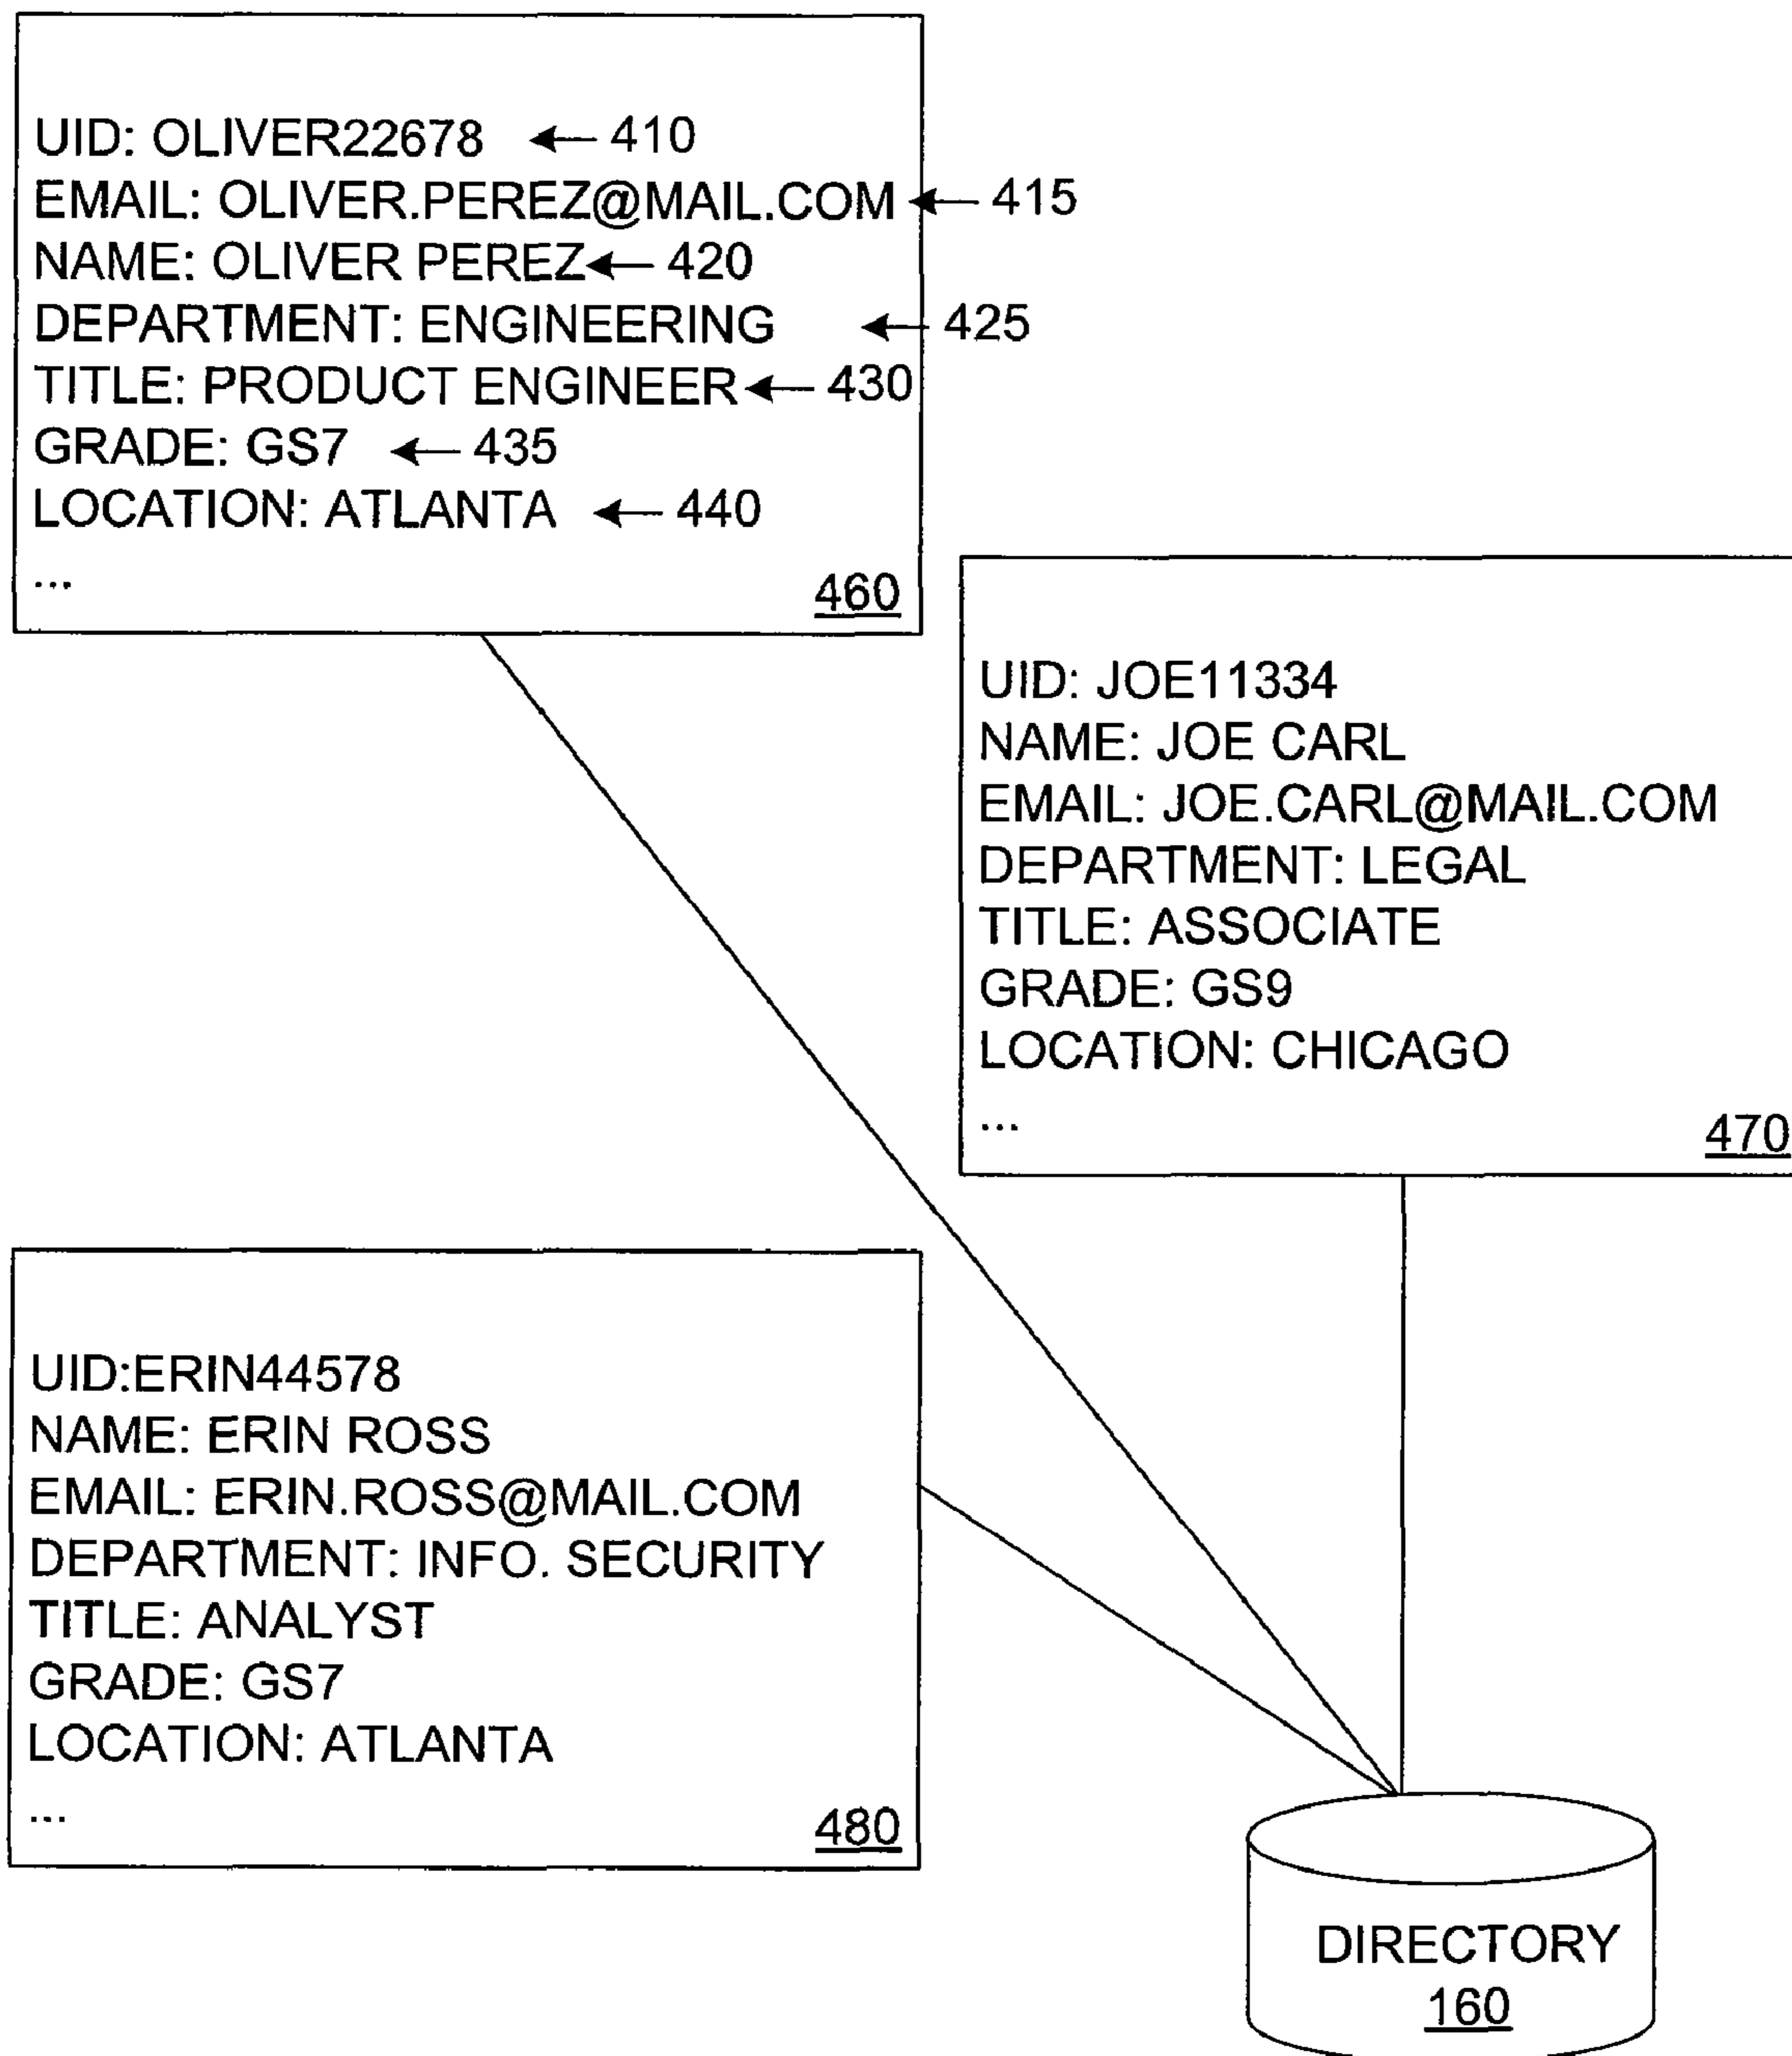 UID: OLIVER22678 410
EMAIL: OLIVER.PEREZ@MAIL.COM 415
NAME: OLIVER PEREZ 420
DEPARTMENT: ENGINEERING 425
TITLE: PRODUCT ENGINEER 430
GRADE: GS7 435
LOCATION: ATLANTA 440
...
460
UID: JOE11334
NAME: JOE CARL
EMAIL: JOE.CARL@MAIL.COM
DEPARTMENT: LEGAL
TITLE: ASSOCIATE
GRADE: GS9
LOCATION: CHICAGO
...
470
UID:ERIN44578
NAME: ERIN ROSS
EMAIL: ERIN.ROSS@MAIL.COM
DEPARTMENT: INFO. SECURITY
TITLE: ANALYST
GRADE: GS7
LOCATION: ATLANTA
...
480
DIRECTORY
160